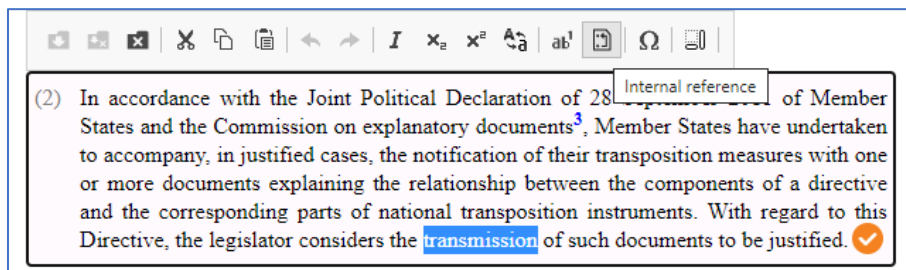 I x₂ x² ab¹ Ω
Internal reference
(2) In accordance with the Joint Political Declaration of 28 of Member
States and the Commission on explanatory documents³, Member States have undertaken
to accompany, in justified cases, the notification of their transposition measures with one
or more documents explaining the relationship between the components of a directive
and the corresponding parts of national transposition instruments. With regard to this
Directive, the legislator considers the transmission of such documents to be justified.